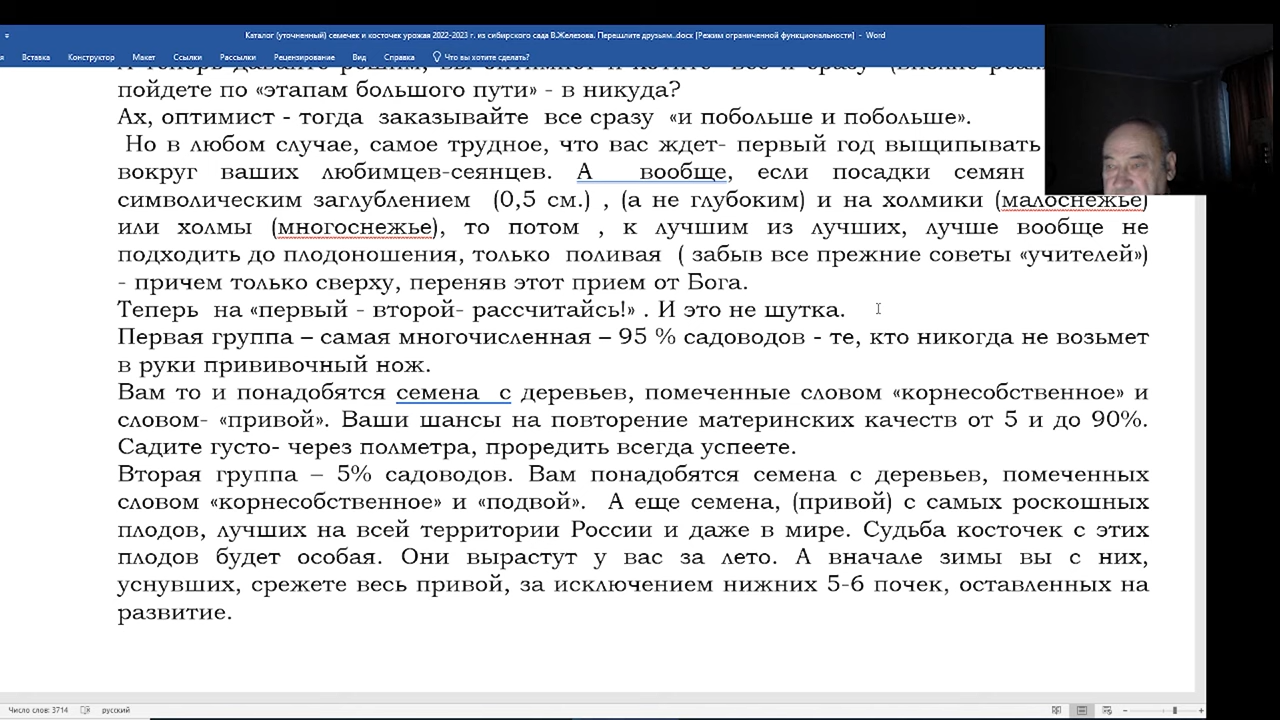 Каталог (уточненный) семечек и косточек урожая 2022-2023 г. из сибирского сада В.Железова. Перешлите друзьям..docx [Режим ограниченной функциональности] - Word
Вставка Конструктор Макет Ссылки Рассылки Рецензирование Вид Справка Что вы хотите сделать?
пойдете по «этапам большого пути» - в никуда?
Ах, оптимист - тогда заказывайте все сразу «и побольше и побольше».
Но в любом случае, самое трудное, что вас ждет- первый год выщипывать
вокруг ваших любимцев-сеянцев. А вообще, если посадки семян
символическим заглублением (0,5 см.) , (а не глубоким) и на холмики (малоснежье)
или холмы (многоснежье), то потом , к лучшим из лучших, лучше вообще не
подходить до плодоношения, только поливая ( забыв все прежние советы «учителей»)
- причем только сверху, переняв этот прием от Бога.
Теперь на «первый - второй- рассчитайсь!» . И это не шутка.
Первая группа – самая многочисленная – 95 % садоводов - те, кто никогда не возьмет
в руки прививочный нож.
Вам то и понадобятся семена с деревьев, помеченные словом «корнесобственное» и
словом- «привой». Ваши шансы на повторение материнских качеств от 5 и до 90%.
Садите густо- через полметра, проредить всегда успеете.
Вторая группа – 5% садоводов. Вам понадобятся семена с деревьев, помеченных
словом «корнесобственное» и «подвой». А еще семена, (привой) с самых роскошных
плодов, лучших на всей территории России и даже в мире. Судьба косточек с этих
плодов будет особая. Они вырастут у вас за лето. А вначале зимы вы с них,
уснувших, срежете весь привой, за исключением нижних 5-6 почек, оставленных на
развитие.
Число слов: 3714 русский